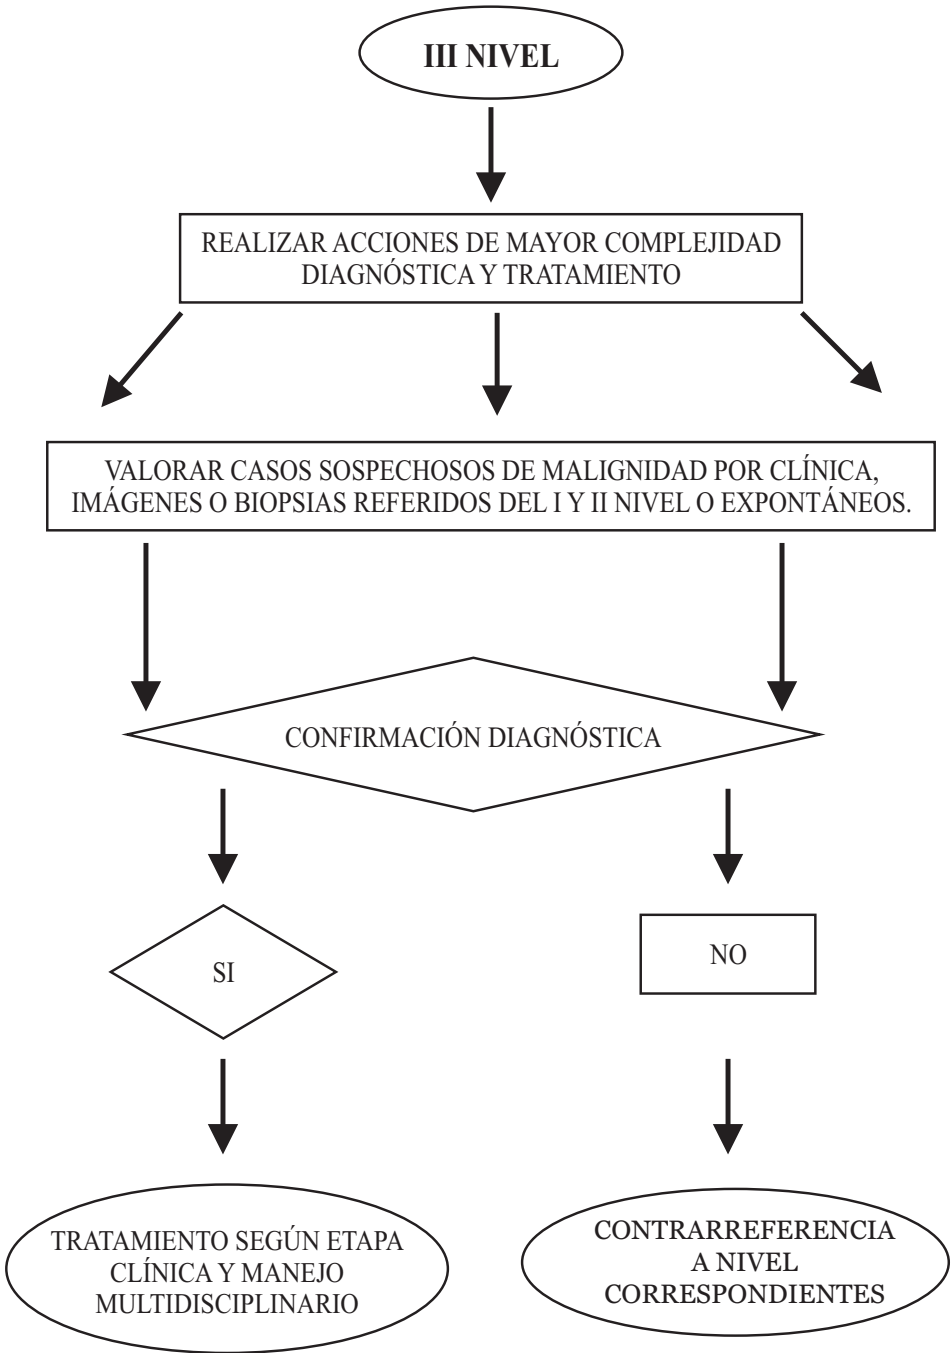 III NIVEL
REALIZAR ACCIONES DE MAYOR COMPLEJIDAD
DIAGNÓSTICA Y TRATAMIENTO
VALORAR CASOS SOSPECHOSOS DE MALIGNIDAD POR CLÍNICA,
IMÁGENES O BIOPSIAS REFERIDOS DEL I Y II NIVEL O EXPONTÁNEOS.
CONFIRMACIÓN DIAGNÓSTICA
SI
NO
TRATAMIENTO SEGÚN ETAPA
CLÍNICA Y MANEJO
MULTIDISCIPLINARIO
CONTRARREFERENCIA
A NIVEL
CORRESPONDIENTES